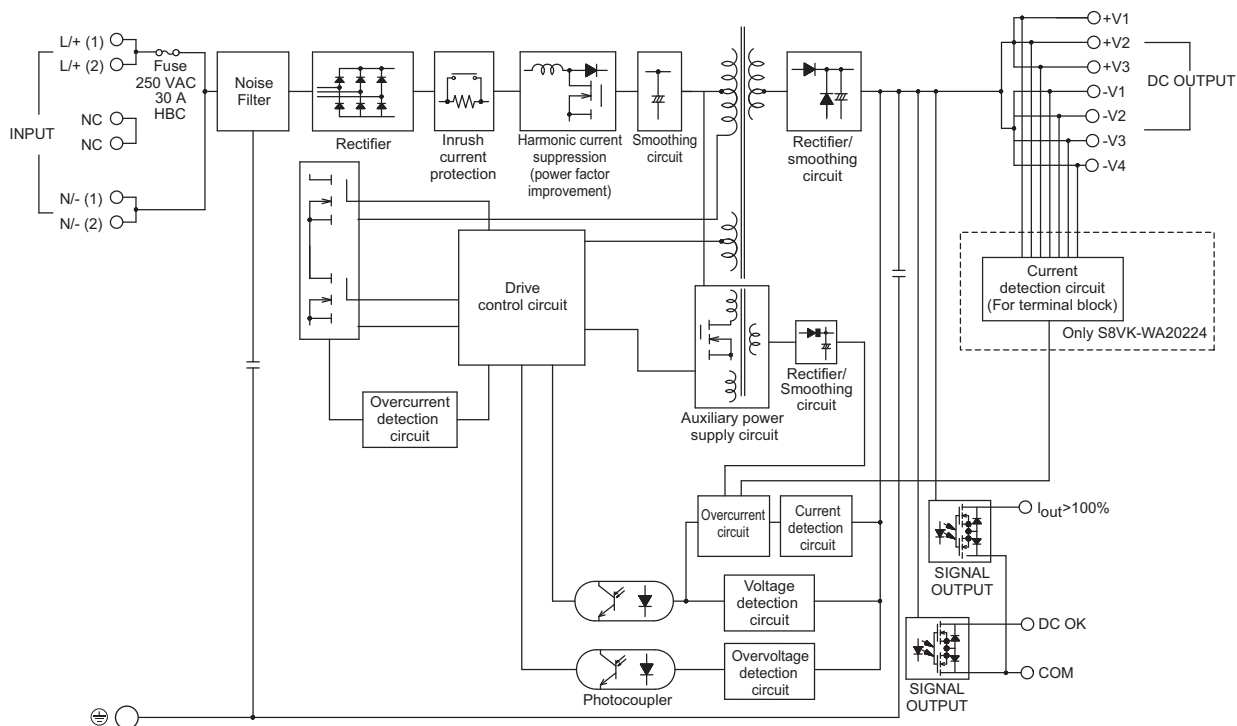 INPUT
L/+ (1)
L/+ (2)
NC
NC
N/- (1)
N/- (2)
Fuse
250 VAC
30 A
HBC
Noise
Filter
Rectifier
Inrush
current
protection
Harmonic current
suppression
(power factor
improvement)
Smoothing
circuit
Rectifier/
smoothing
circuit
+V1
+V2
+V3
-V1
-V2
-V3
-V4
DC OUTPUT
Current
detection circuit
(For terminal block)
Only S8VK-WA20224
Drive
control circuit
Overcurrent
detection
circuit
Auxiliary power
supply circuit
Rectifier/
Smoothing
circuit
Overcurrent
circuit
Current
detection
circuit
Voltage
detection
circuit
Overvoltage
detection
circuit
Photocoupler
Iout>100%
SIGNAL
OUTPUT
DC OK
COM
SIGNAL
OUTPUT